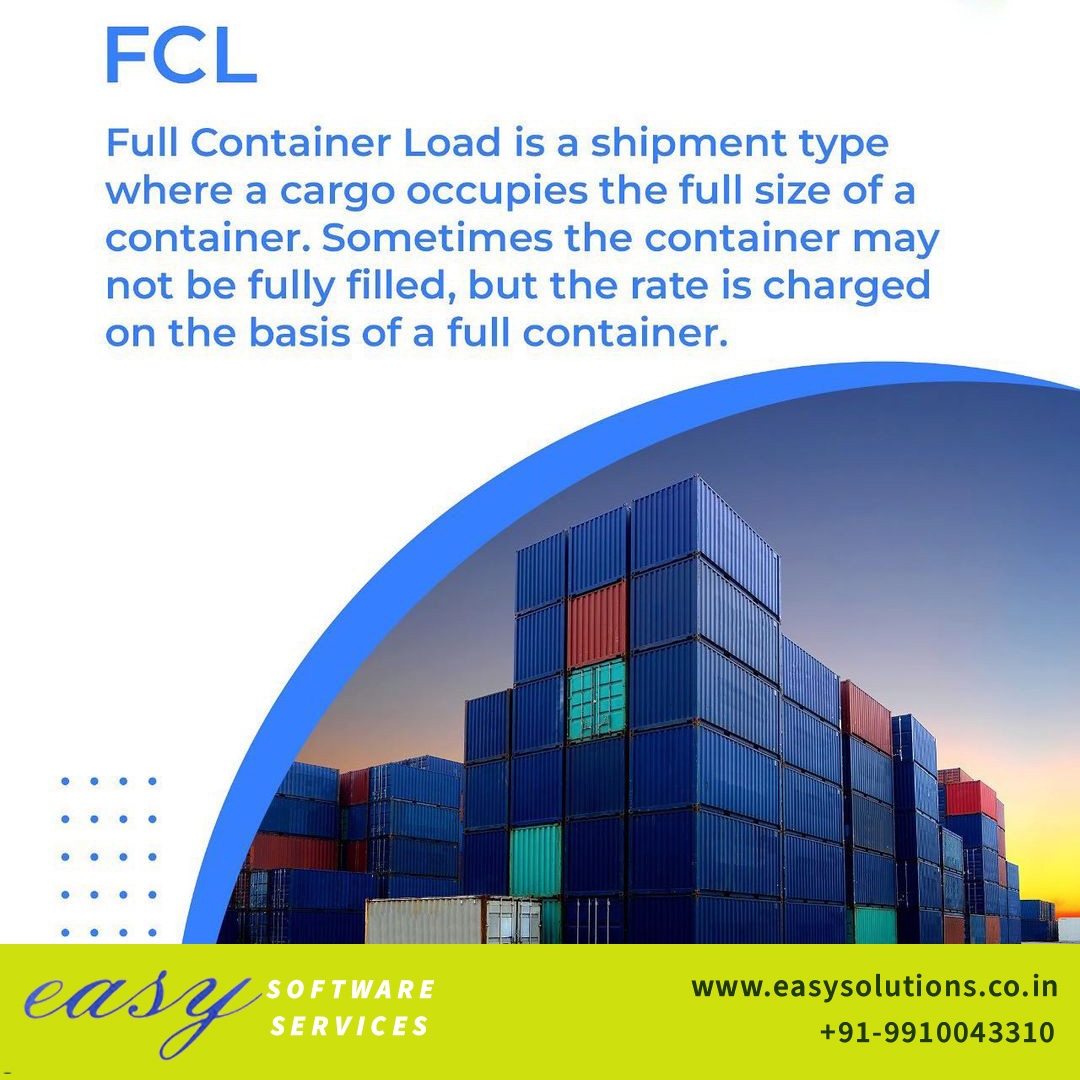 FCL
Full Container Load is a shipment type
where a cargo occupies the full size of a
container. Sometimes the container may
not be fully filled, but the rate is charged
on the basis of a full container.
easy SOFTWARE
SERVICES
www.easysolutions.co.in
+91-9910043310